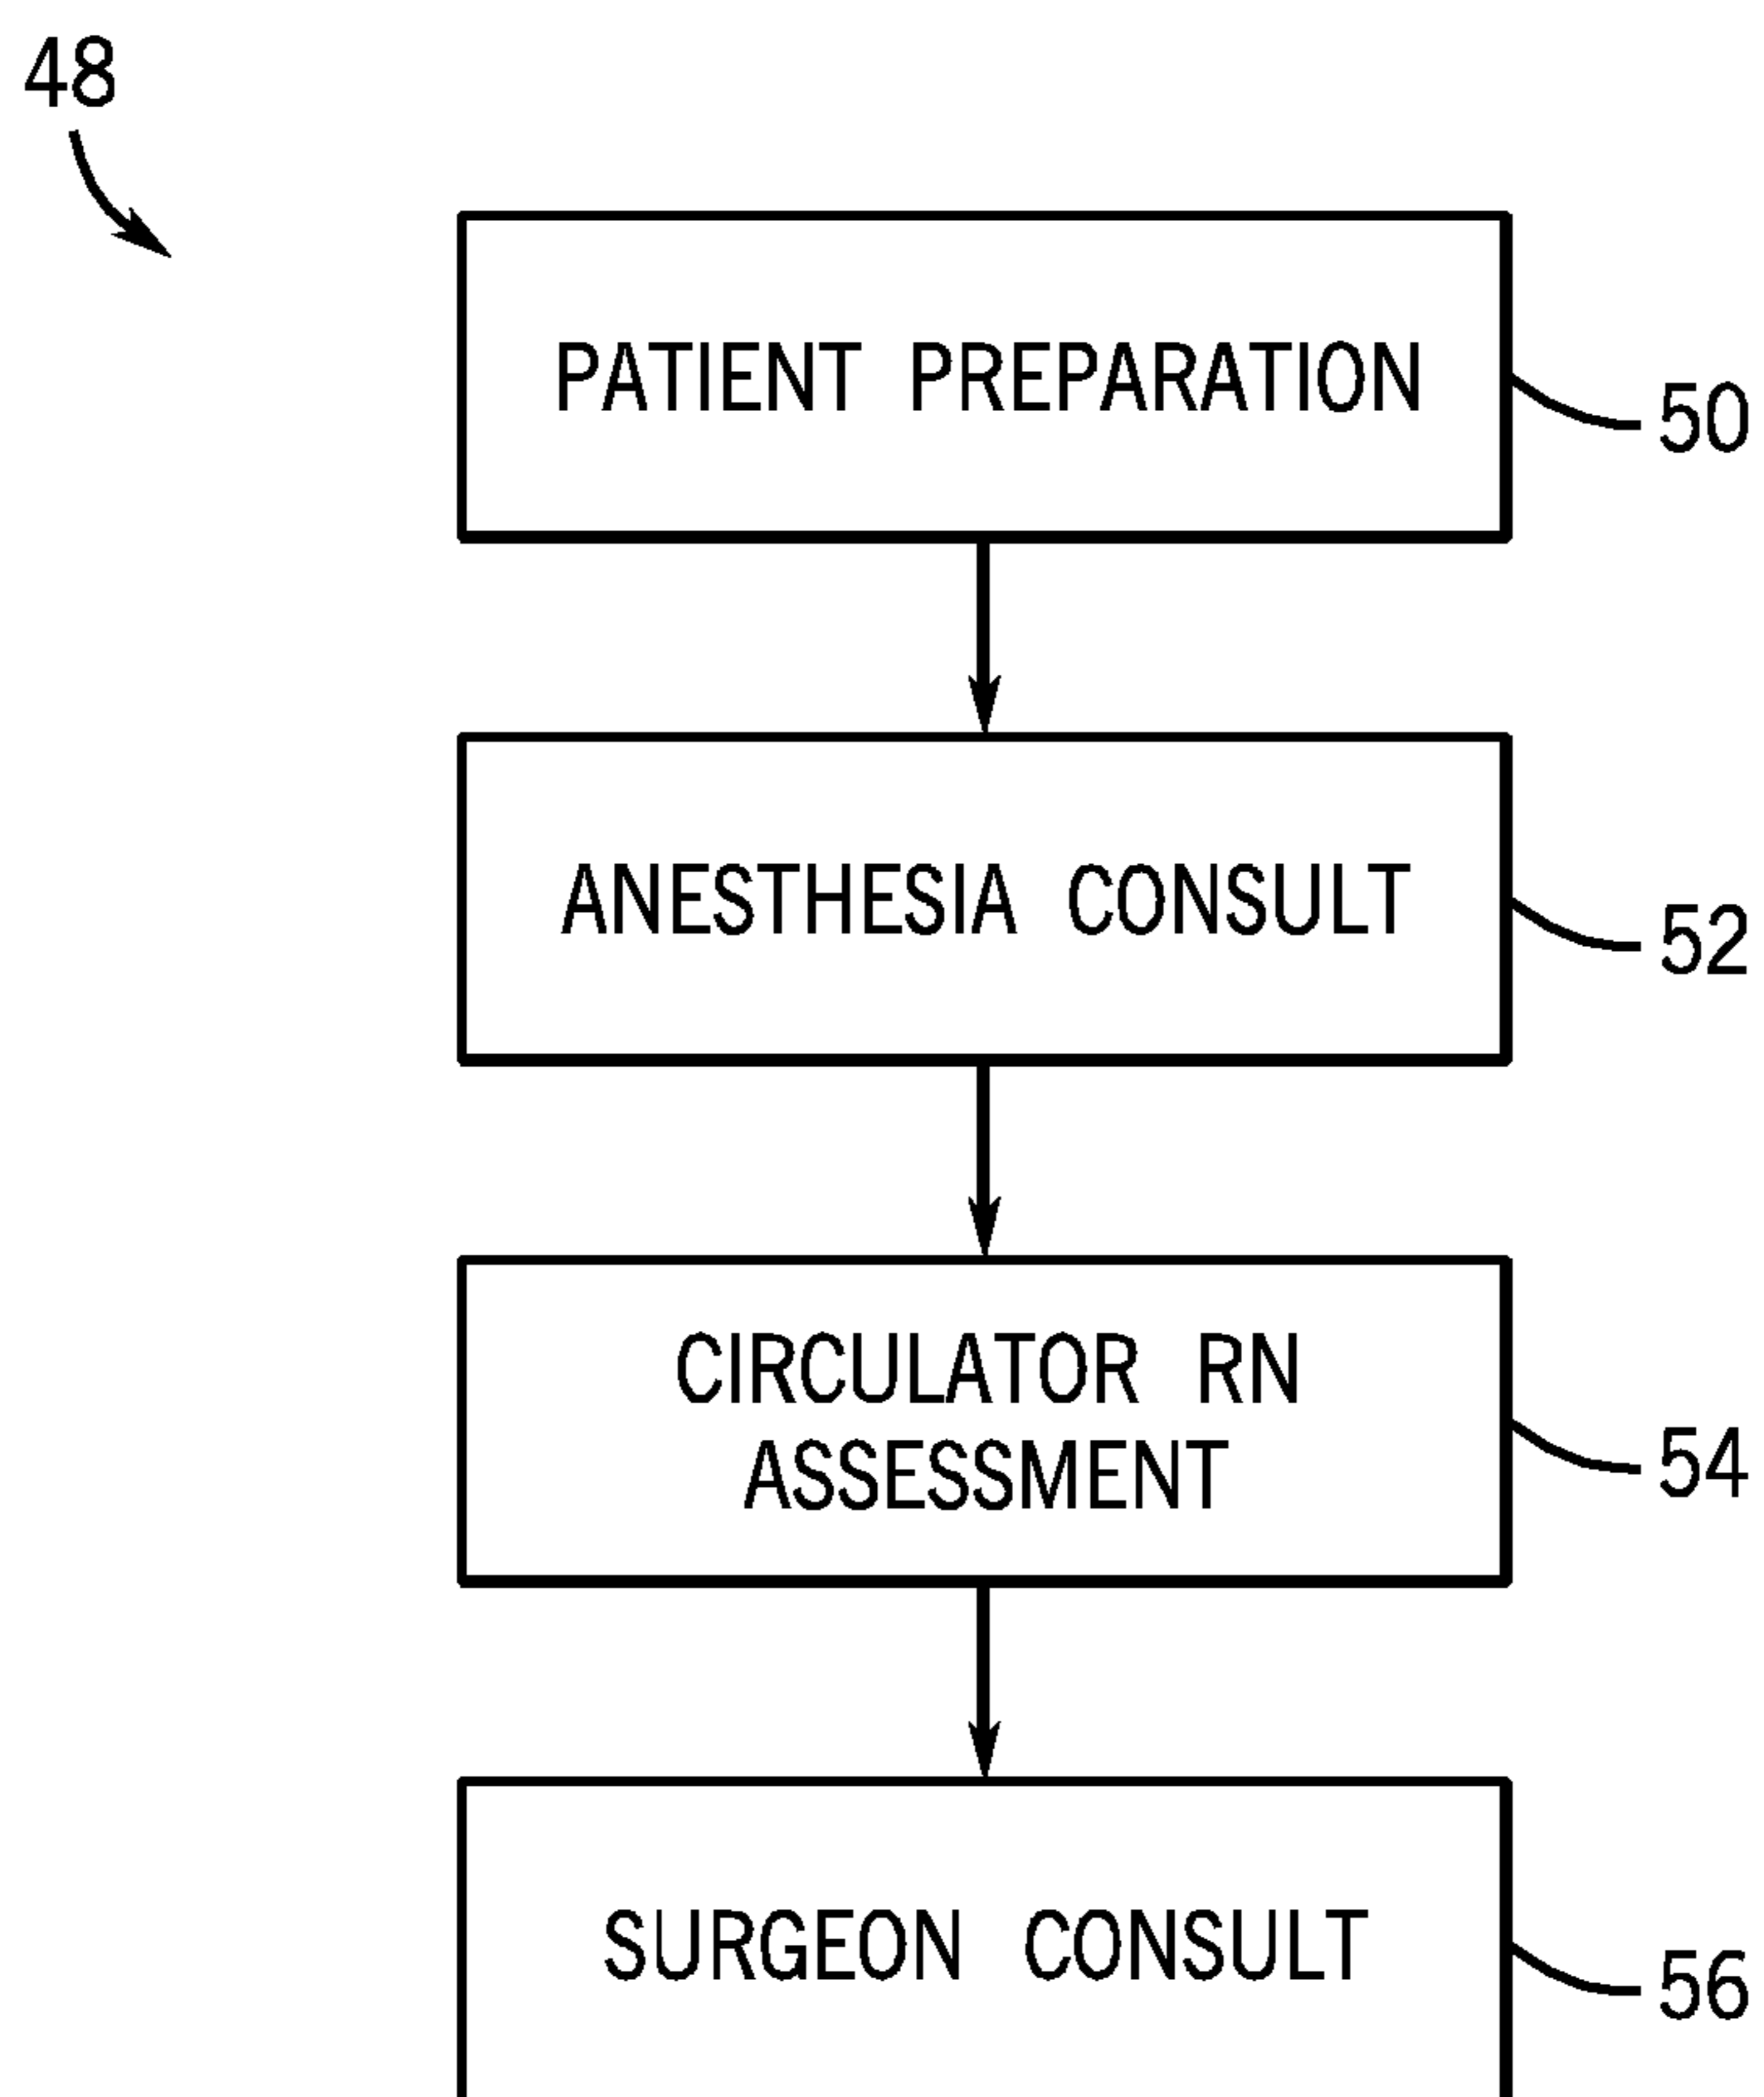 48
PATIENT PREPARATION
50
ANESTHESIA CONSULT
52
CIRCULATOR RN
ASSESSMENT
54
SURGEON CONSULT
56